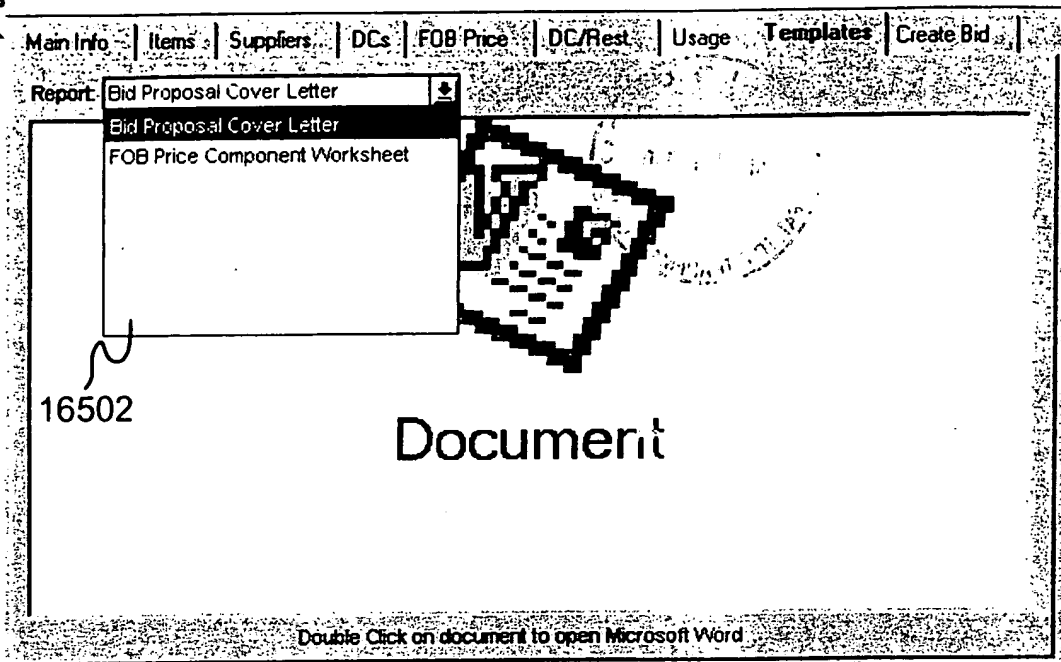 Main Info Items Suppliers DCs FOB Price DC/Rest. Usage Templates Create Bid
Report: Bid Proposal Cover Letter
Bid Proposal Cover Letter
FOB Price Component Worksheet
16502
Document
Double Click on document to open Microsoft Word